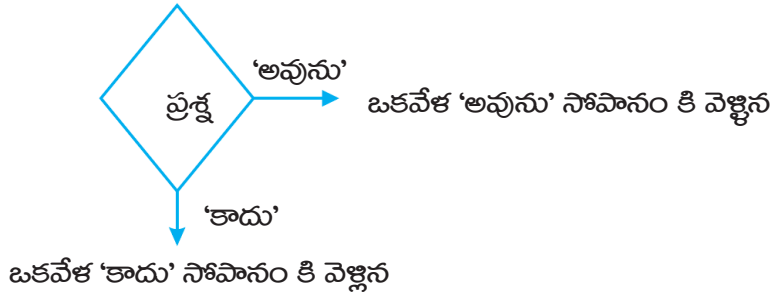 ‘అవును’
ప్రశ్న
ఒకవేళ ‘అవును’ సోపానం కి వెళ్ళిన
‘కాదు’
ఒకవేళ ‘కాదు’ సోపానం కి వెళ్లిన